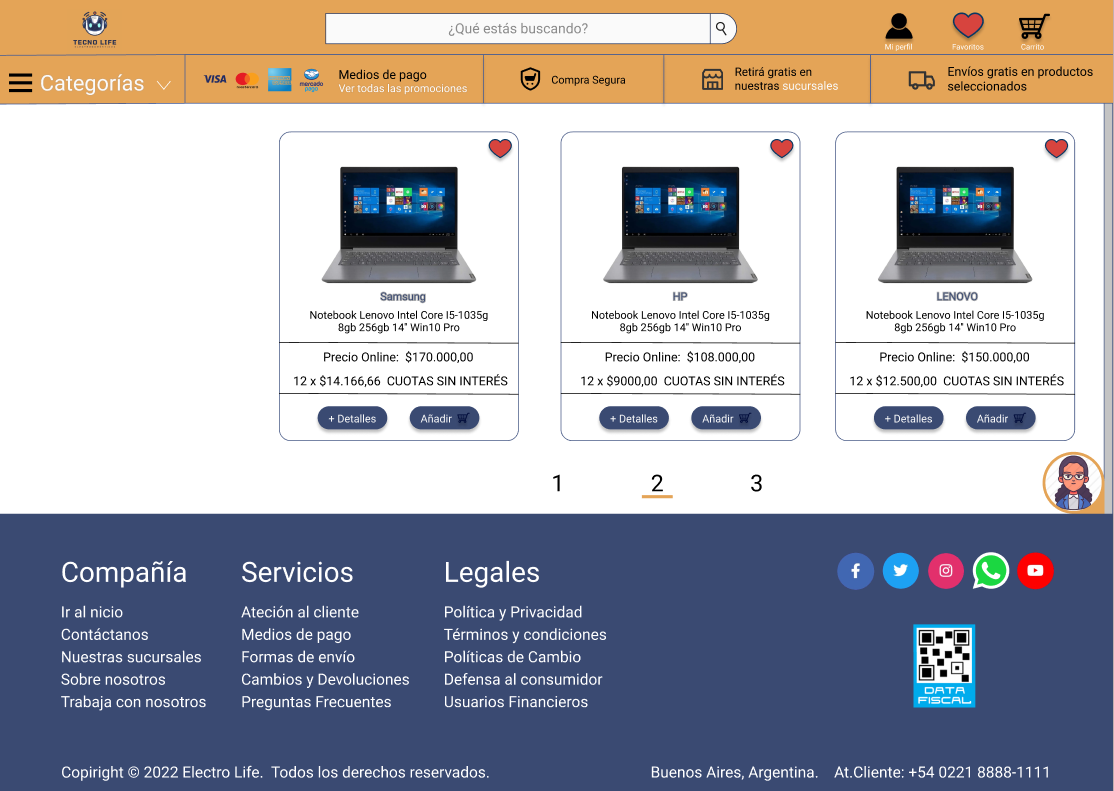 TECNO LIFE
¿Qué estás buscando?
Mi perfil
Favoritos
Carrito
Categorías
VISA
mercado
pago
Medios de pago
Ver todas las promociones
Compra Segura
Retirá gratis en
nuestras sucursales
Envíos gratis en productos
seleccionados
Samsung
Notebook Lenovo Intel Core I5-1035g
8gb 256gb 14" Win10 Pro
Precio Online: $170.000,00
12 x $14.166,66 CUOTAS SIN INTERÉS
+ Detalles
Añadir
HP
Notebook Lenovo Intel Core I5-1035g
8gb 256gb 14" Win10 Pro
Precio Online: $108.000,00
12 x $9000,00 CUOTAS SIN INTERÉS
+ Detalles
Añadir
LENOVO
Notebook Lenovo Intel Core I5-1035g
8gb 256gb 14" Win10 Pro
Precio Online: $150.000,00
12 x $12.500,00 CUOTAS SIN INTERÉS
+ Detalles
Añadir
1 2 3
Compañía
Ir al nicio
Contáctanos
Nuestras sucursales
Sobre nosotros
Trabaja con nosotros
Servicios
Ateción al cliente
Medios de pago
Formas de envío
Cambios y Devoluciones
Preguntas Frecuentes
Legales
Política y Privacidad
Términos y condiciones
Políticas de Cambio
Defensa al consumidor
Usuarios Financieros
DATA
FISCAL
Copiright © 2022 Electro Life. Todos los derechos reservados.
Buenos Aires, Argentina. At.Cliente: +54 0221 8888-1111